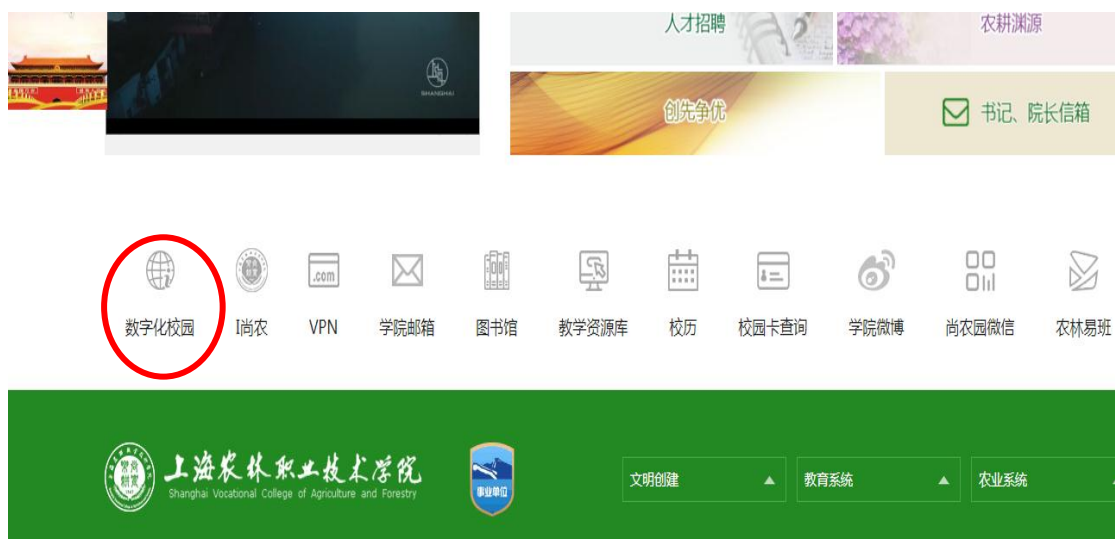 人才招聘
农耕渊源
SHANGHAI
创先争优
书记、院长信箱
.com
数字化校园
I尚农
VPN
学院邮箱
图书馆
教学资源库
校历
校园卡查询
学院微博
尚农园微信
农林易班
上海农林职业技术学院
Shanghai Vocational College of Agriculture and Forestry
事业单位
文明创建
教育系统
农业系统